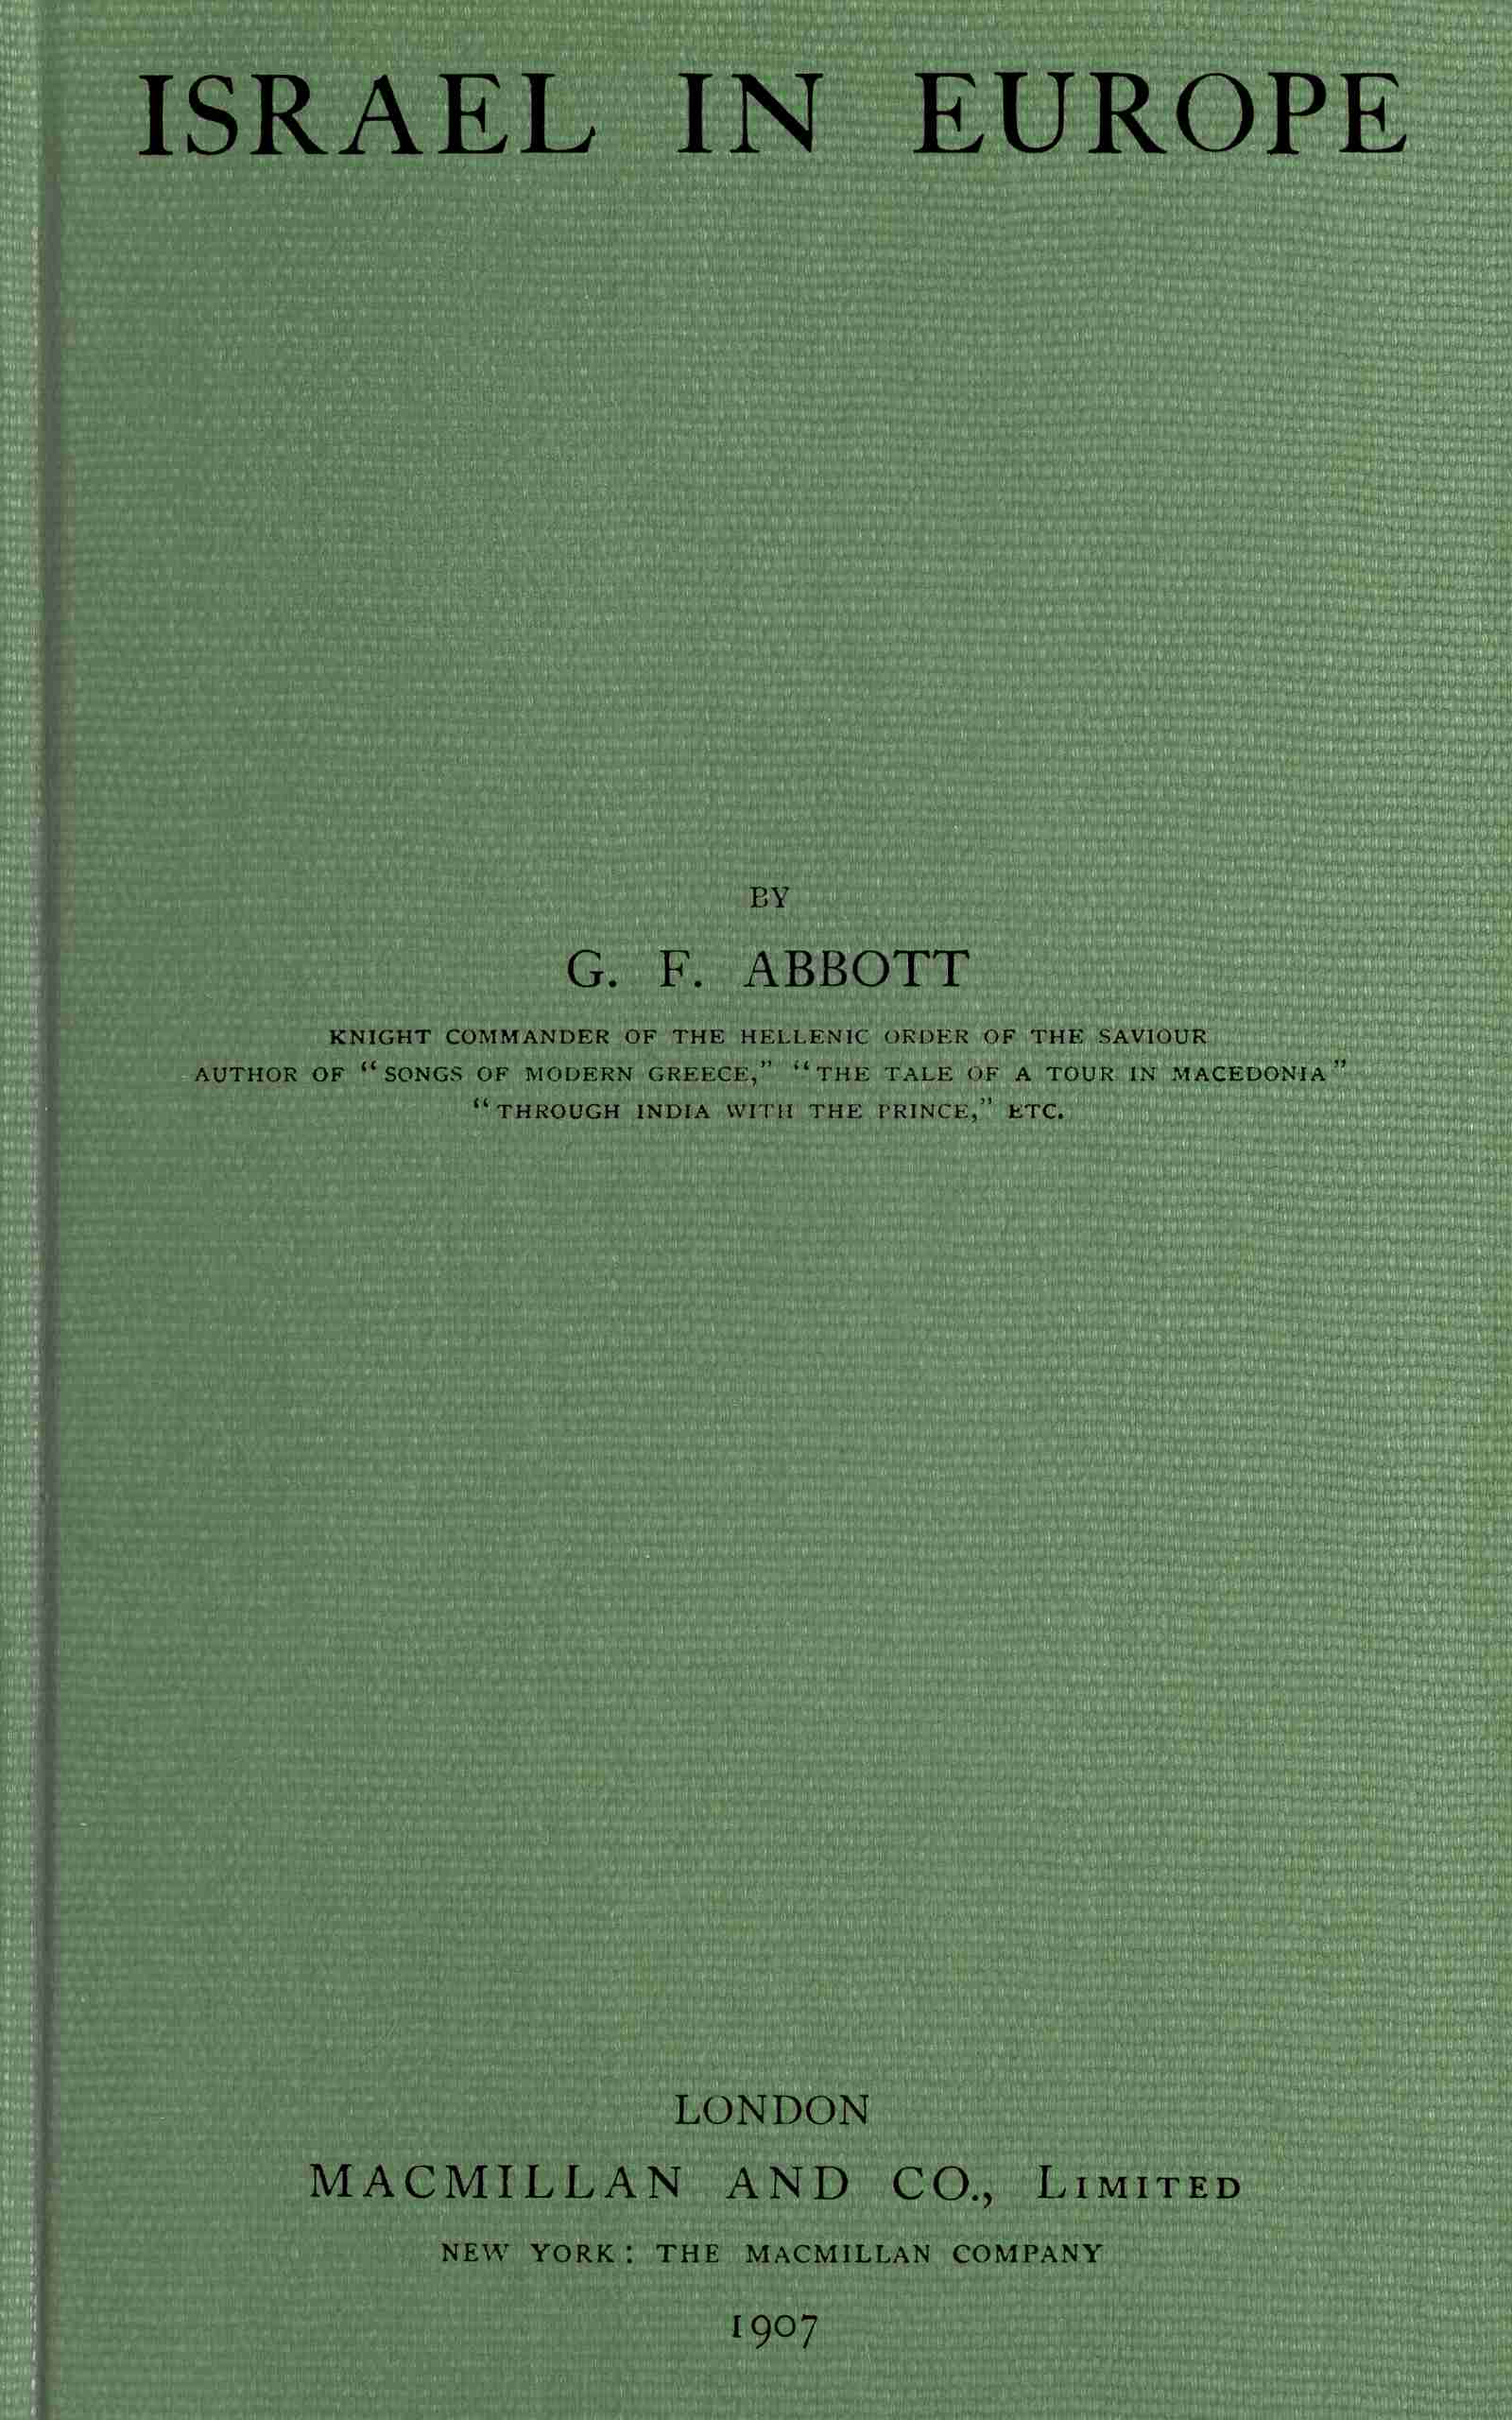 ISRAEL IN EUROPE
BY
G. F. ABBOTT
KNIGHT COMMANDER OF THE HELLENIC ORDER OF THE SAVIOUR
AUTHOR OF “SONGS OF MODERN GREECE,” “THE TALE OF A TOUR IN MACEDONIA”
“THROUGH INDIA WITH THE PRINCE,” ETC.
LONDON
MACMILLAN AND CO., LIMITED
NEW YORK: THE MACMILLAN COMPANY
1907